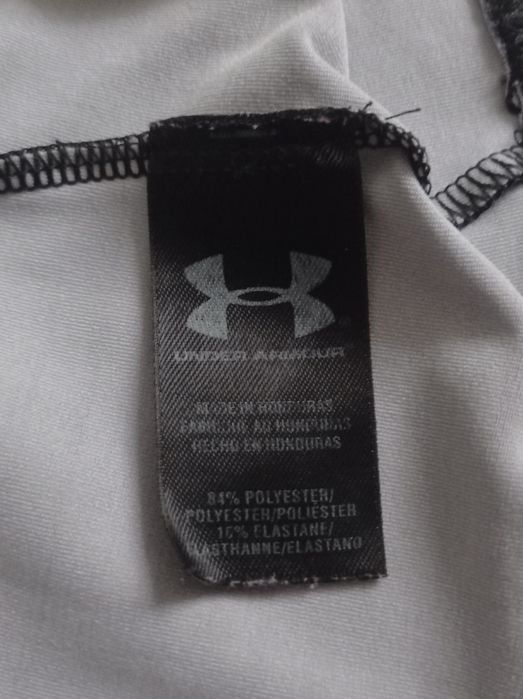 UNDER ARMOUR
MADE IN HONDURAS
FABRIQUÉ AU HONDURAS
HECHO EN HONDURAS
84% POLYESTER/
POLYESTER/POLIÉSTER
16% ELASTANE/
ELASTHANNE/ELASTANO